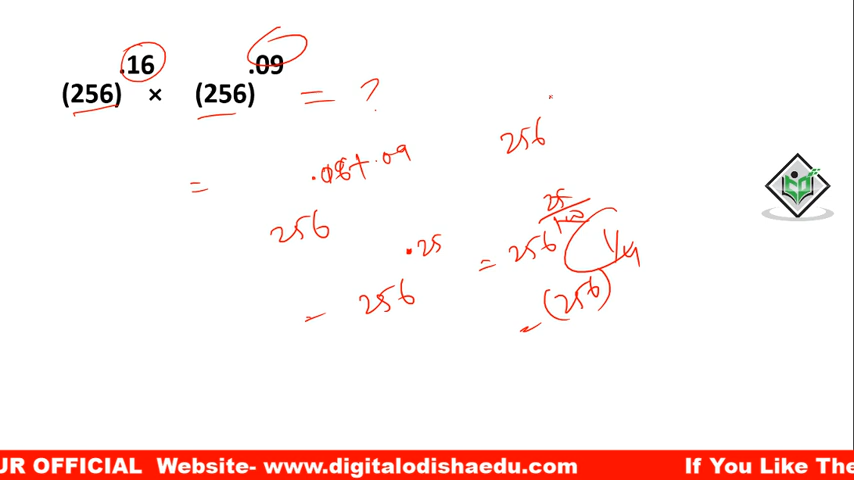 (256)^.16 × (256)^.09 = ?
= 256^.16+.09
= 256^.25 = 256^25/100
= (256)^1/4
256
UR OFFICIAL Website- www.digitalodishaedu.com If You Like The